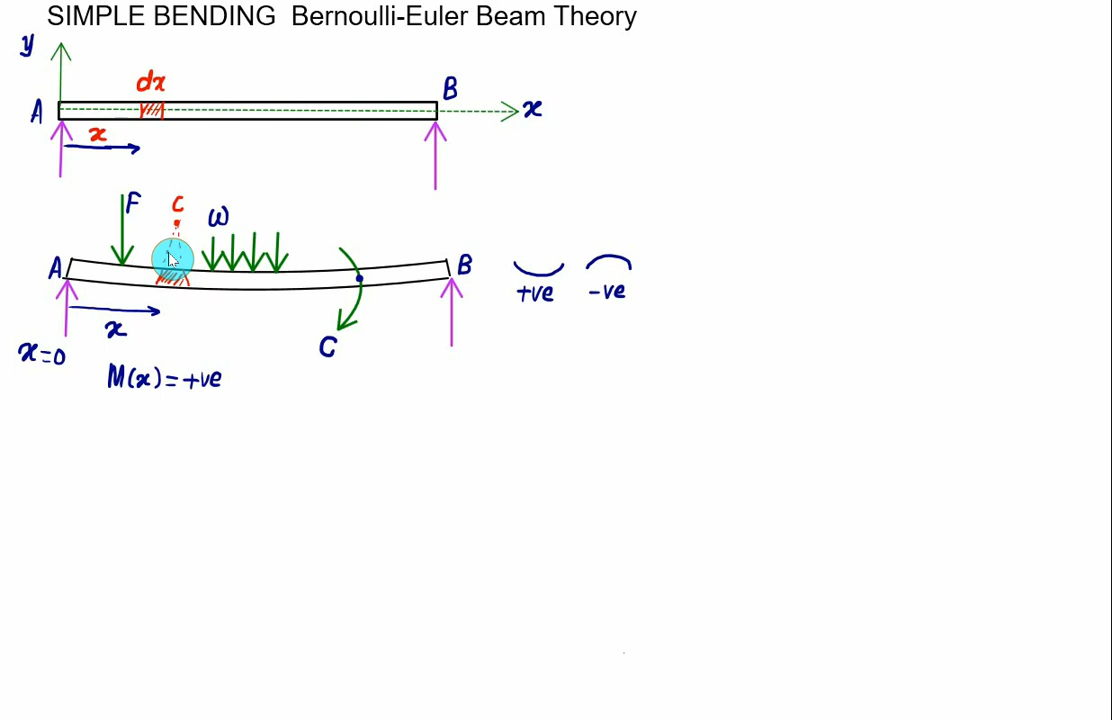 SIMPLE BENDING Bernoulli-Euler Beam Theory
y
dx
A
B
x
x
F
C
ω
A
B
+ve
-ve
x
C
x=0
M(x)=+ve